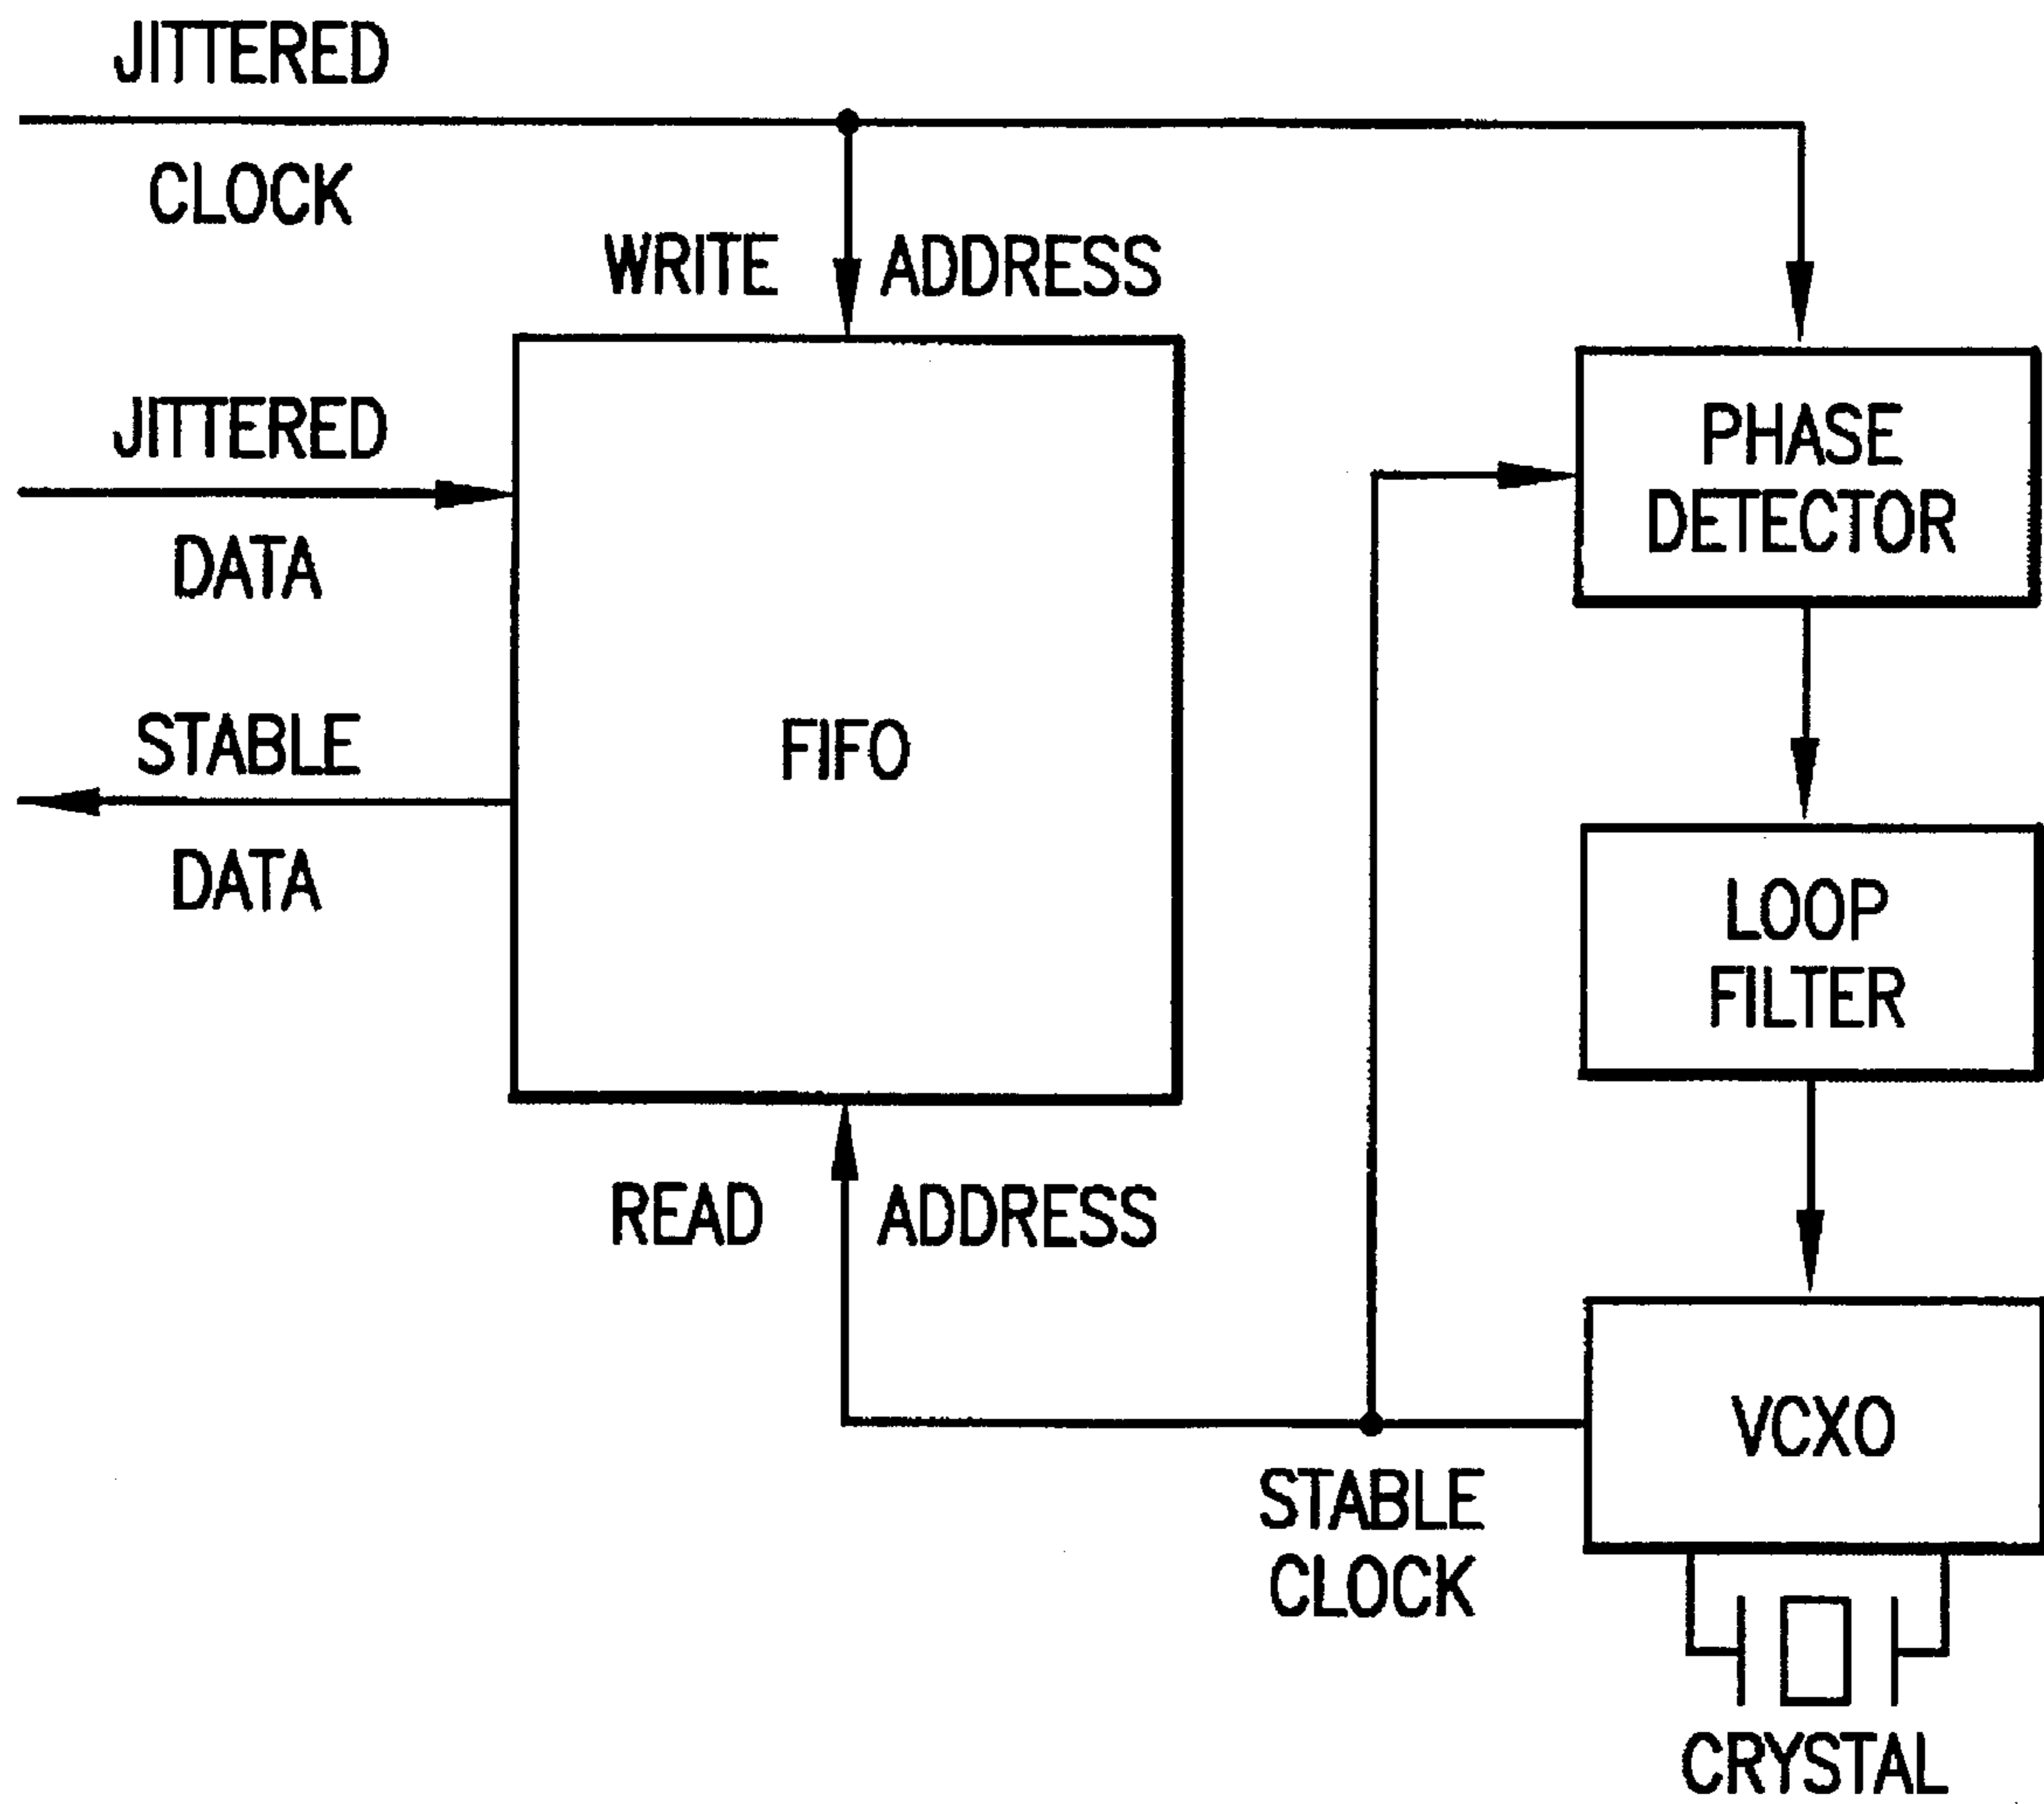 JITTERED
CLOCK
WRITE ADDRESS
JITTERED
DATA
STABLE
DATA
FIFO
READ ADDRESS
PHASE
DETECTOR
LOOP
FILTER
VCXO
STABLE
CLOCK
CRYSTAL